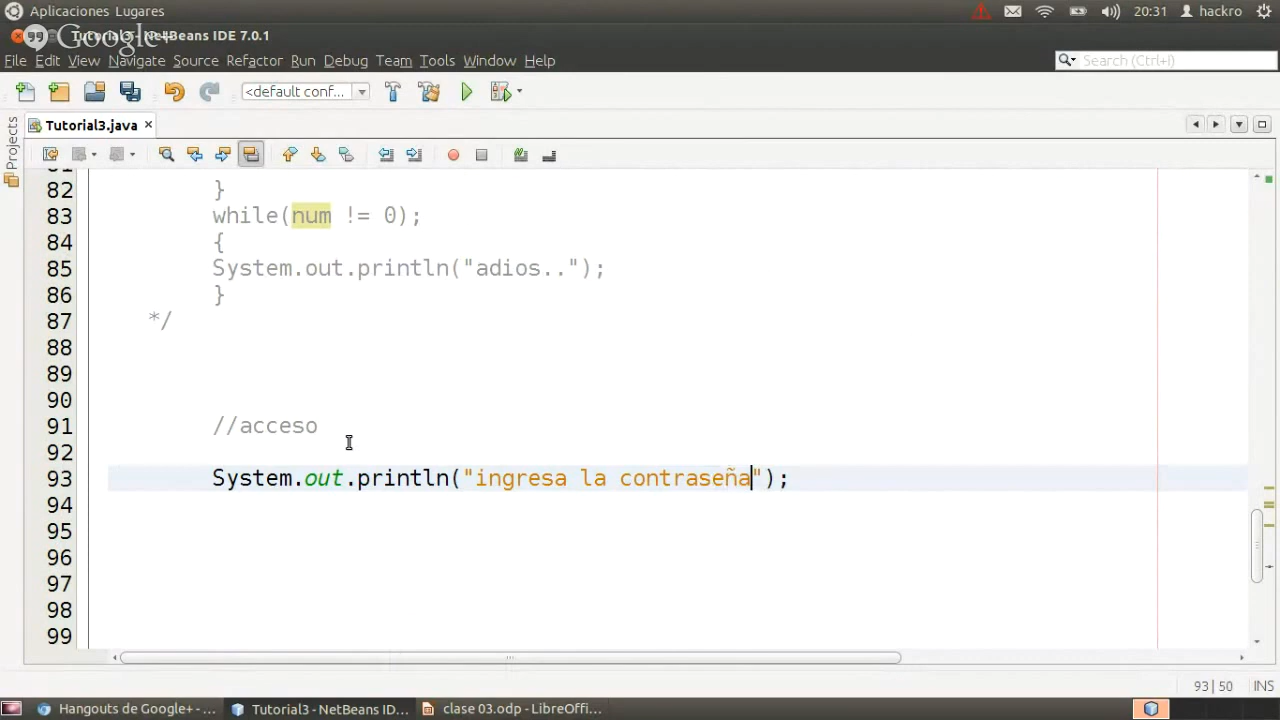 Aplicaciones Lugares
20:31 hackro
Google+
Tutorial3 - NetBeans IDE 7.0.1
File Edit View Navigate Source Refactor Run Debug Team Tools Window Help
Search (Ctrl+I)
<default conf...
Tutorial3.java
Projects
82 }
83 while(num != 0);
84 {
85 System.out.println("adios..");
86 }
87 */
88
89
90
91 //acceso
92
93 System.out.println("ingresa la contraseña");
94
95
96
97
98
99
93|50 INS
Hangouts de Google+ - ...
Tutorial3 - NetBeans ID...
clase 03.odp - LibreOffi...